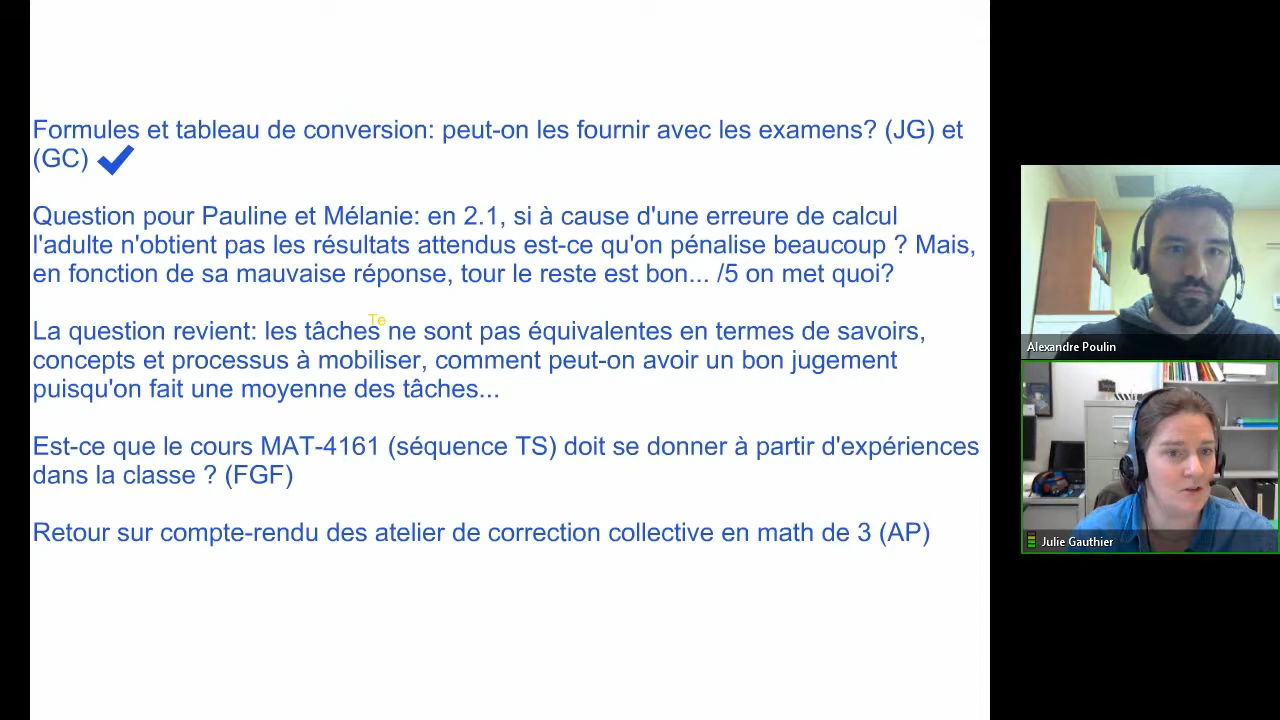 Formules et tableau de conversion: peut-on les fournir avec les examens? (JG) et
(GC)
Question pour Pauline et Mélanie: en 2.1, si à cause d'une erreure de calcul
l'adulte n'obtient pas les résultats attendus est-ce qu'on pénalise beaucoup ? Mais,
en fonction de sa mauvaise réponse, tour le reste est bon... /5 on met quoi?
Te
La question revient: les tâches ne sont pas équivalentes en termes de savoirs,
concepts et processus à mobiliser, comment peut-on avoir un bon jugement
puisqu'on fait une moyenne des tâches...
Est-ce que le cours MAT-4161 (séquence TS) doit se donner à partir d'expériences
dans la classe ? (FGF)
Retour sur compte-rendu des atelier de correction collective en math de 3 (AP)
Alexandre Poulin
Julie Gauthier